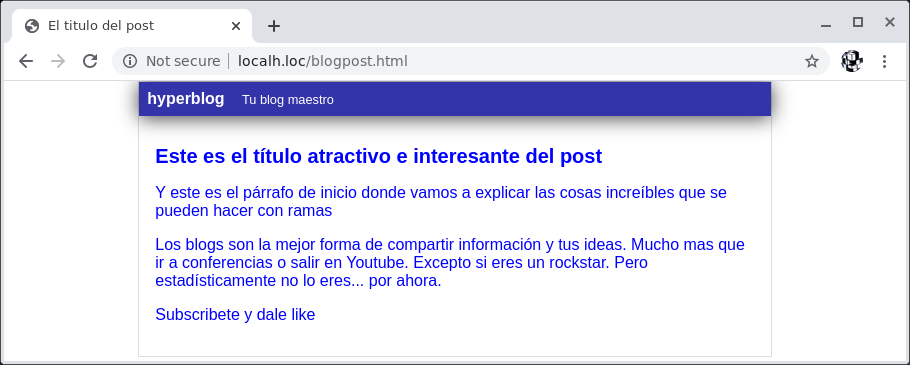 El titulo del post
Not secure localh.loc/blogpost.html
hyperblog Tu blog maestro
Este es el título atractivo e interesante del post
Y este es el párrafo de inicio donde vamos a explicar las cosas increíbles que se
pueden hacer con ramas
Los blogs son la mejor forma de compartir información y tus ideas. Mucho mas que
ir a conferencias o salir en Youtube. Excepto si eres un rockstar. Pero
estadísticamente no lo eres... por ahora.
Subscribete y dale like